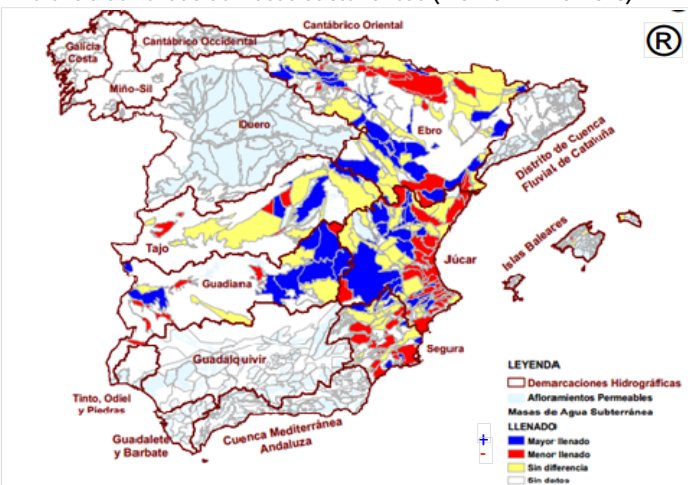 ®
Cantábrico Oriental
Galicia
Costa
Cantábrico Occidental
Miño-Sil
Duero
Ebro
Distrito de Cuenca
Fluvial de Cataluña
Islas Baleares
Tajo
Júcar
Guadiana
Guadalquivir
Segura
Tinto, Odiel
y Piedras
Guadalete
y Barbate
Cuenca Mediterránea
Andaluza
LEYENDA
Demarcaciones Hidrográficas
Afloramientos Permeables
Masas de Agua Subterránea
LLENADO
+ Mayor llenado
- Menor llenado
Sin diferencia
Sin datos